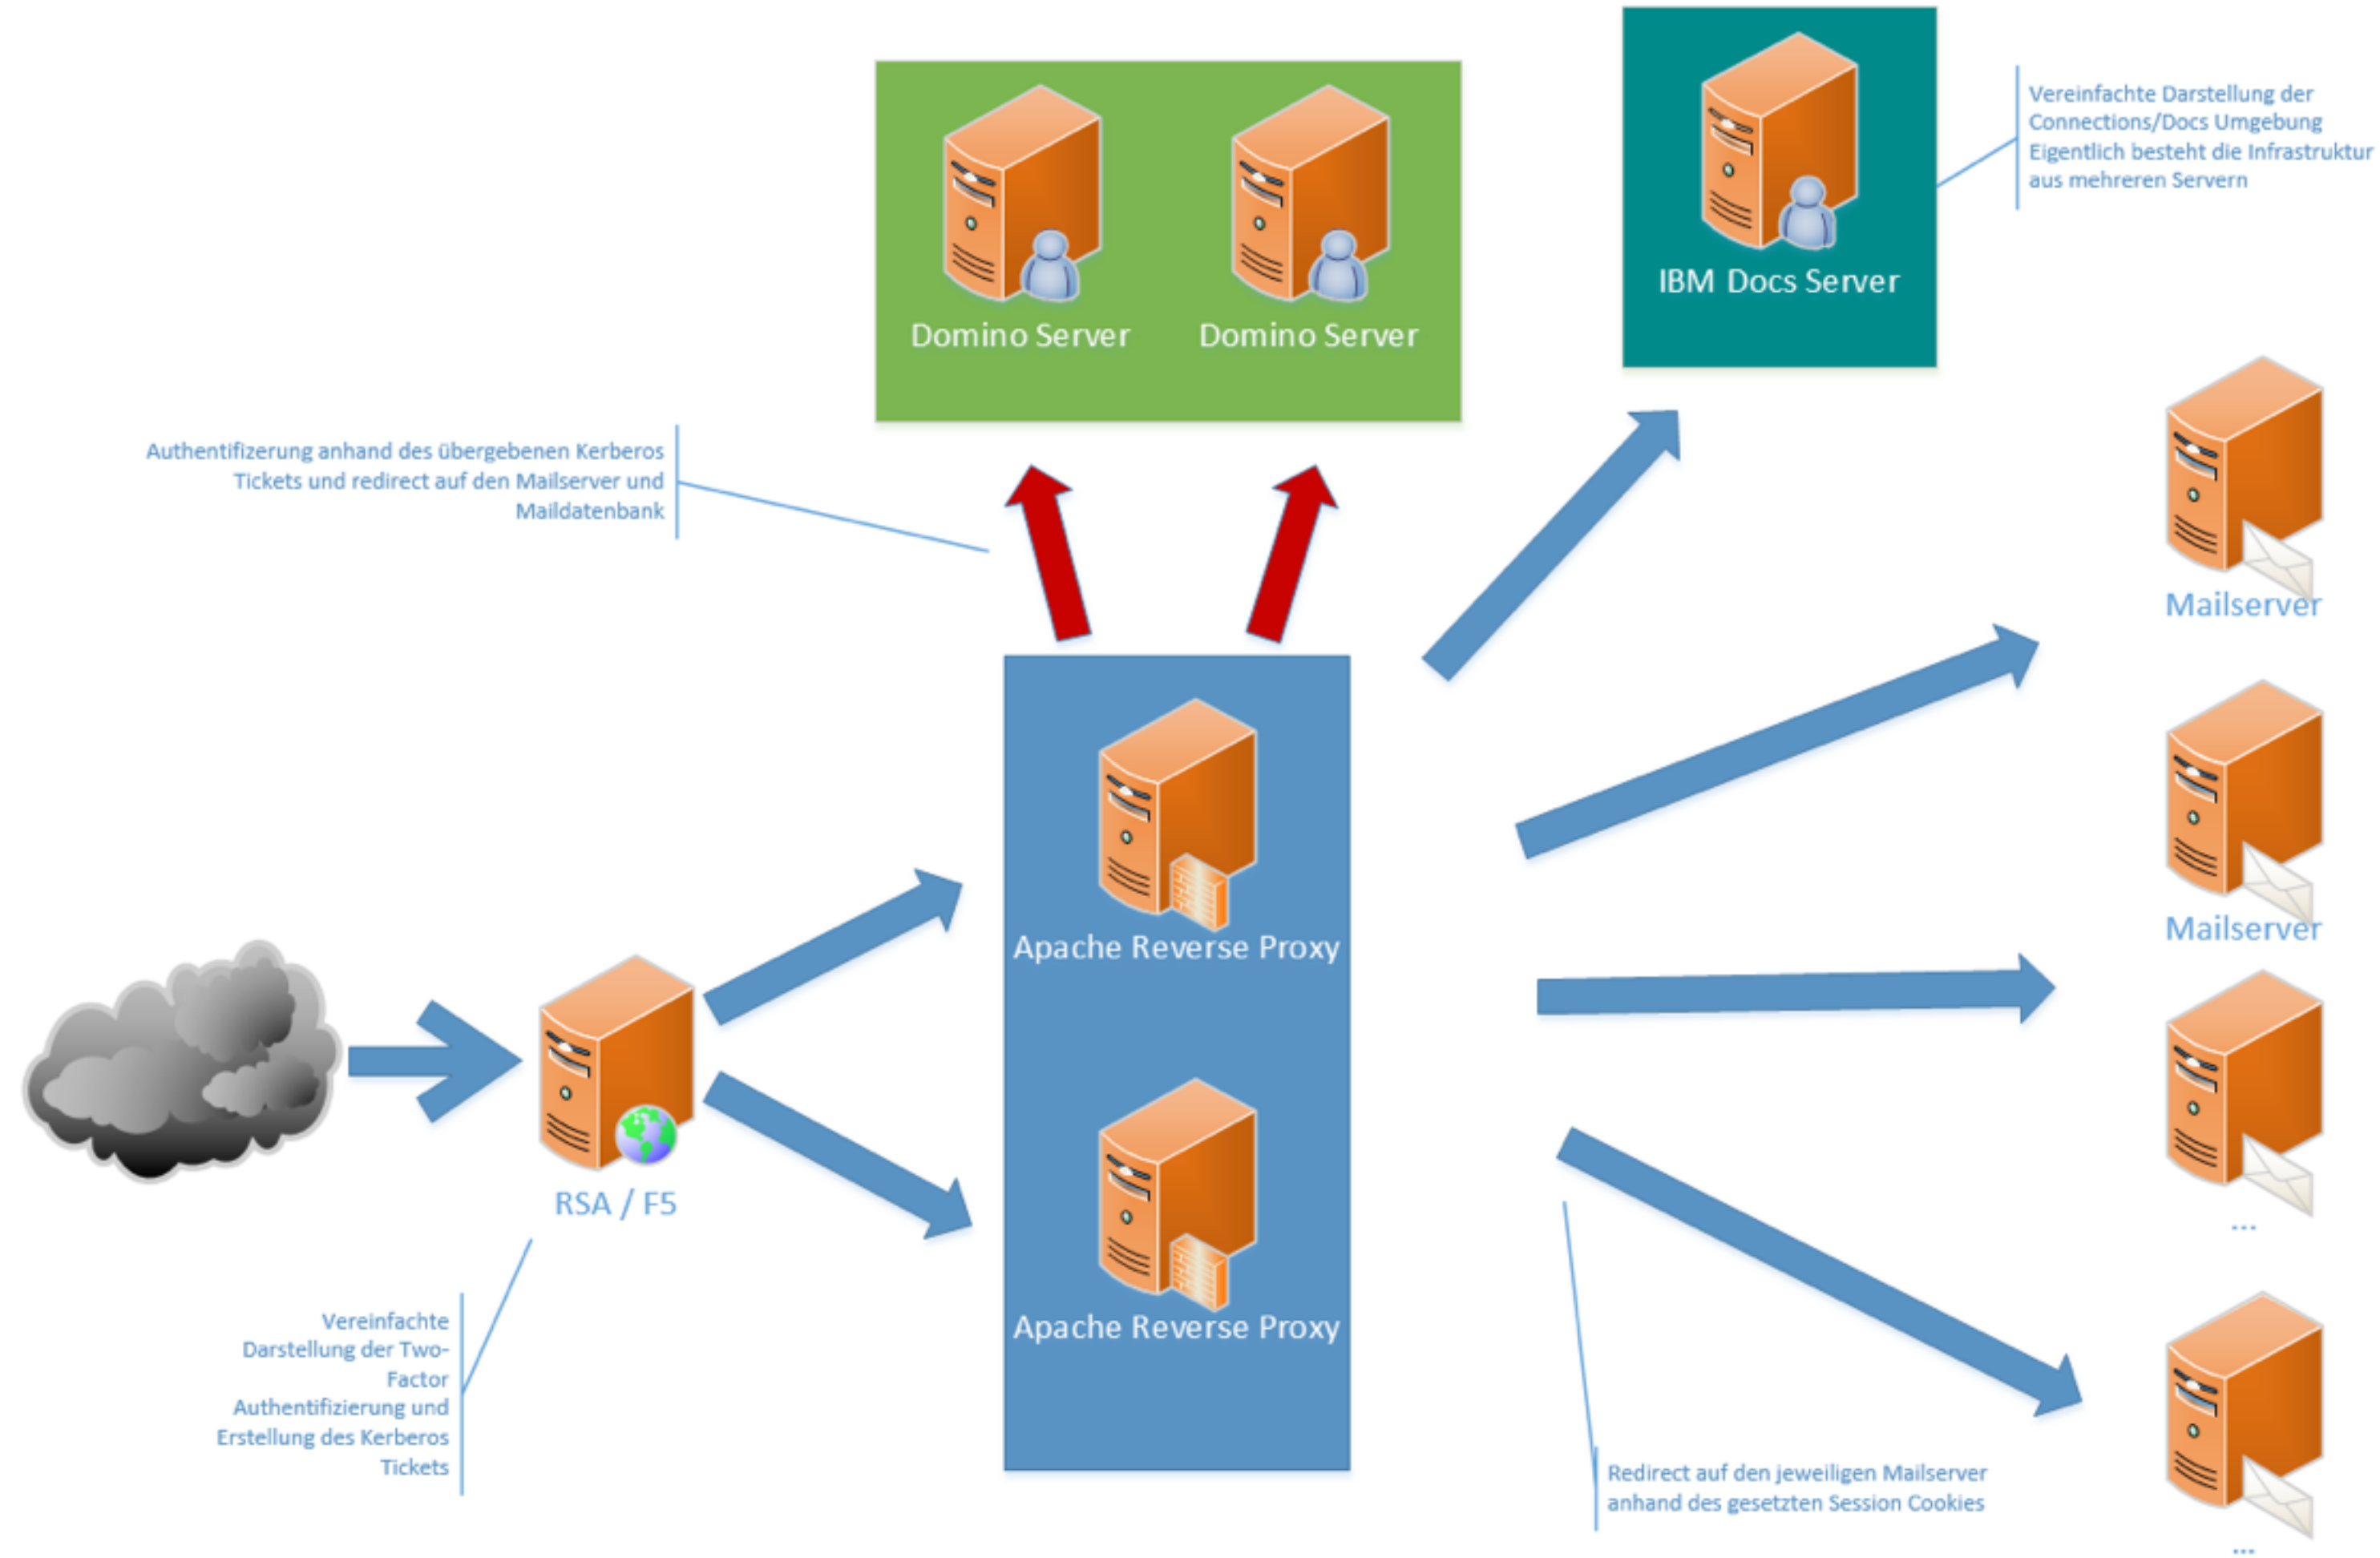 Domino Server
Domino Server
IBM Docs Server
Vereinfachte Darstellung der
Connections/Docs Umgebung
Eigentlich besteht die Infrastruktur
aus mehreren Servern
Authentifizerung anhand des übergebenen Kerberos
Tickets und redirect auf den Mailserver und
Maildatenbank
Mailserver
Mailserver
Apache Reverse Proxy
RSA / F5
...
Apache Reverse Proxy
Vereinfachte
Darstellung der Two-
Factor
Authentifizierung und
Erstellung des Kerberos
Tickets
Redirect auf den jeweiligen Mailserver
anhand des gesetzten Session Cookies
...